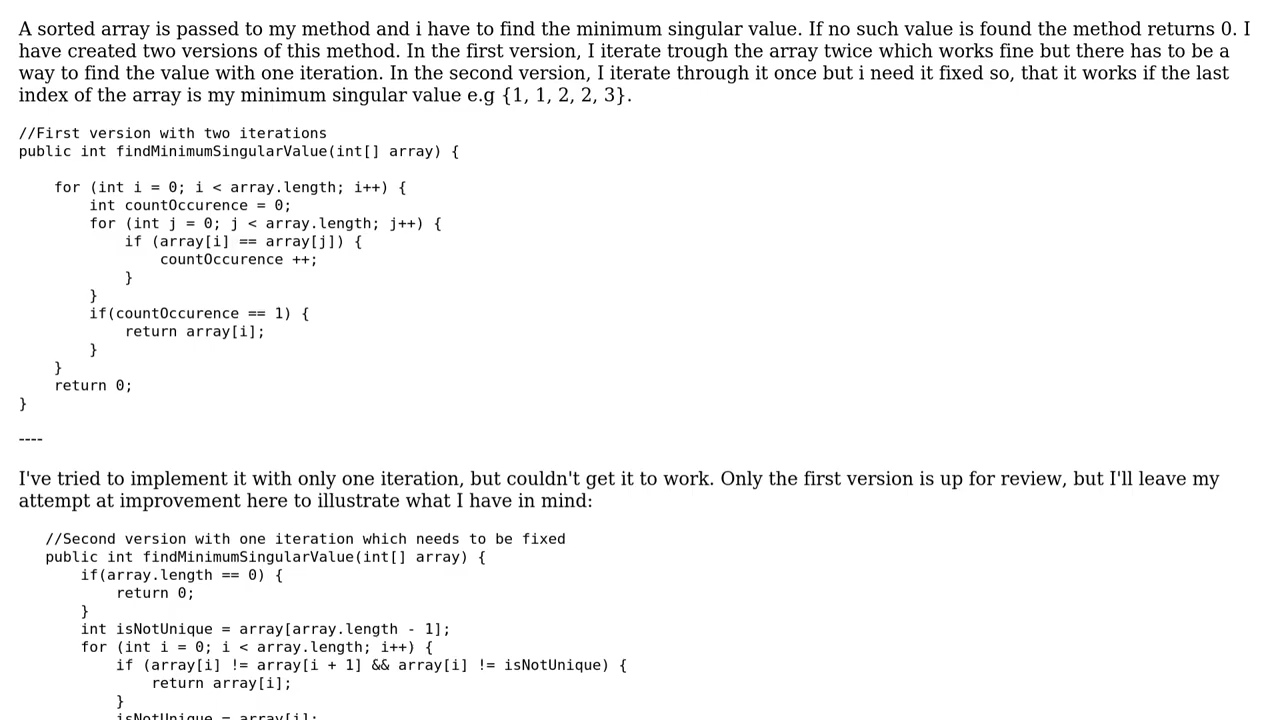 A sorted array is passed to my method and i have to find the minimum singular value. If no such value is found the method returns 0. I
have created two versions of this method. In the first version, I iterate trough the array twice which works fine but there has to be a
way to find the value with one iteration. In the second version, I iterate through it once but i need it fixed so, that it works if the last
index of the array is my minimum singular value e.g {1, 1, 2, 2, 3}.
//First version with two iterations
public int findMinimumSingularValue(int[] array) {
    for (int i = 0; i < array.length; i++) {
        int countOccurence = 0;
        for (int j = 0; j < array.length; j++) {
            if (array[i] == array[j]) {
                countOccurence ++;
            }
        }
        if(countOccurence == 1) {
            return array[i];
        }
    }
    return 0;
}
----
I've tried to implement it with only one iteration, but couldn't get it to work. Only the first version is up for review, but I'll leave my
attempt at improvement here to illustrate what I have in mind:
   //Second version with one iteration which needs to be fixed
   public int findMinimumSingularValue(int[] array) {
       if(array.length == 0) {
           return 0;
       }
       int isNotUnique = array[array.length - 1];
       for (int i = 0; i < array.length; i++) {
           if (array[i] != array[i + 1] && array[i] != isNotUnique) {
               return array[i];
           }
           isNotUnique = array[i];